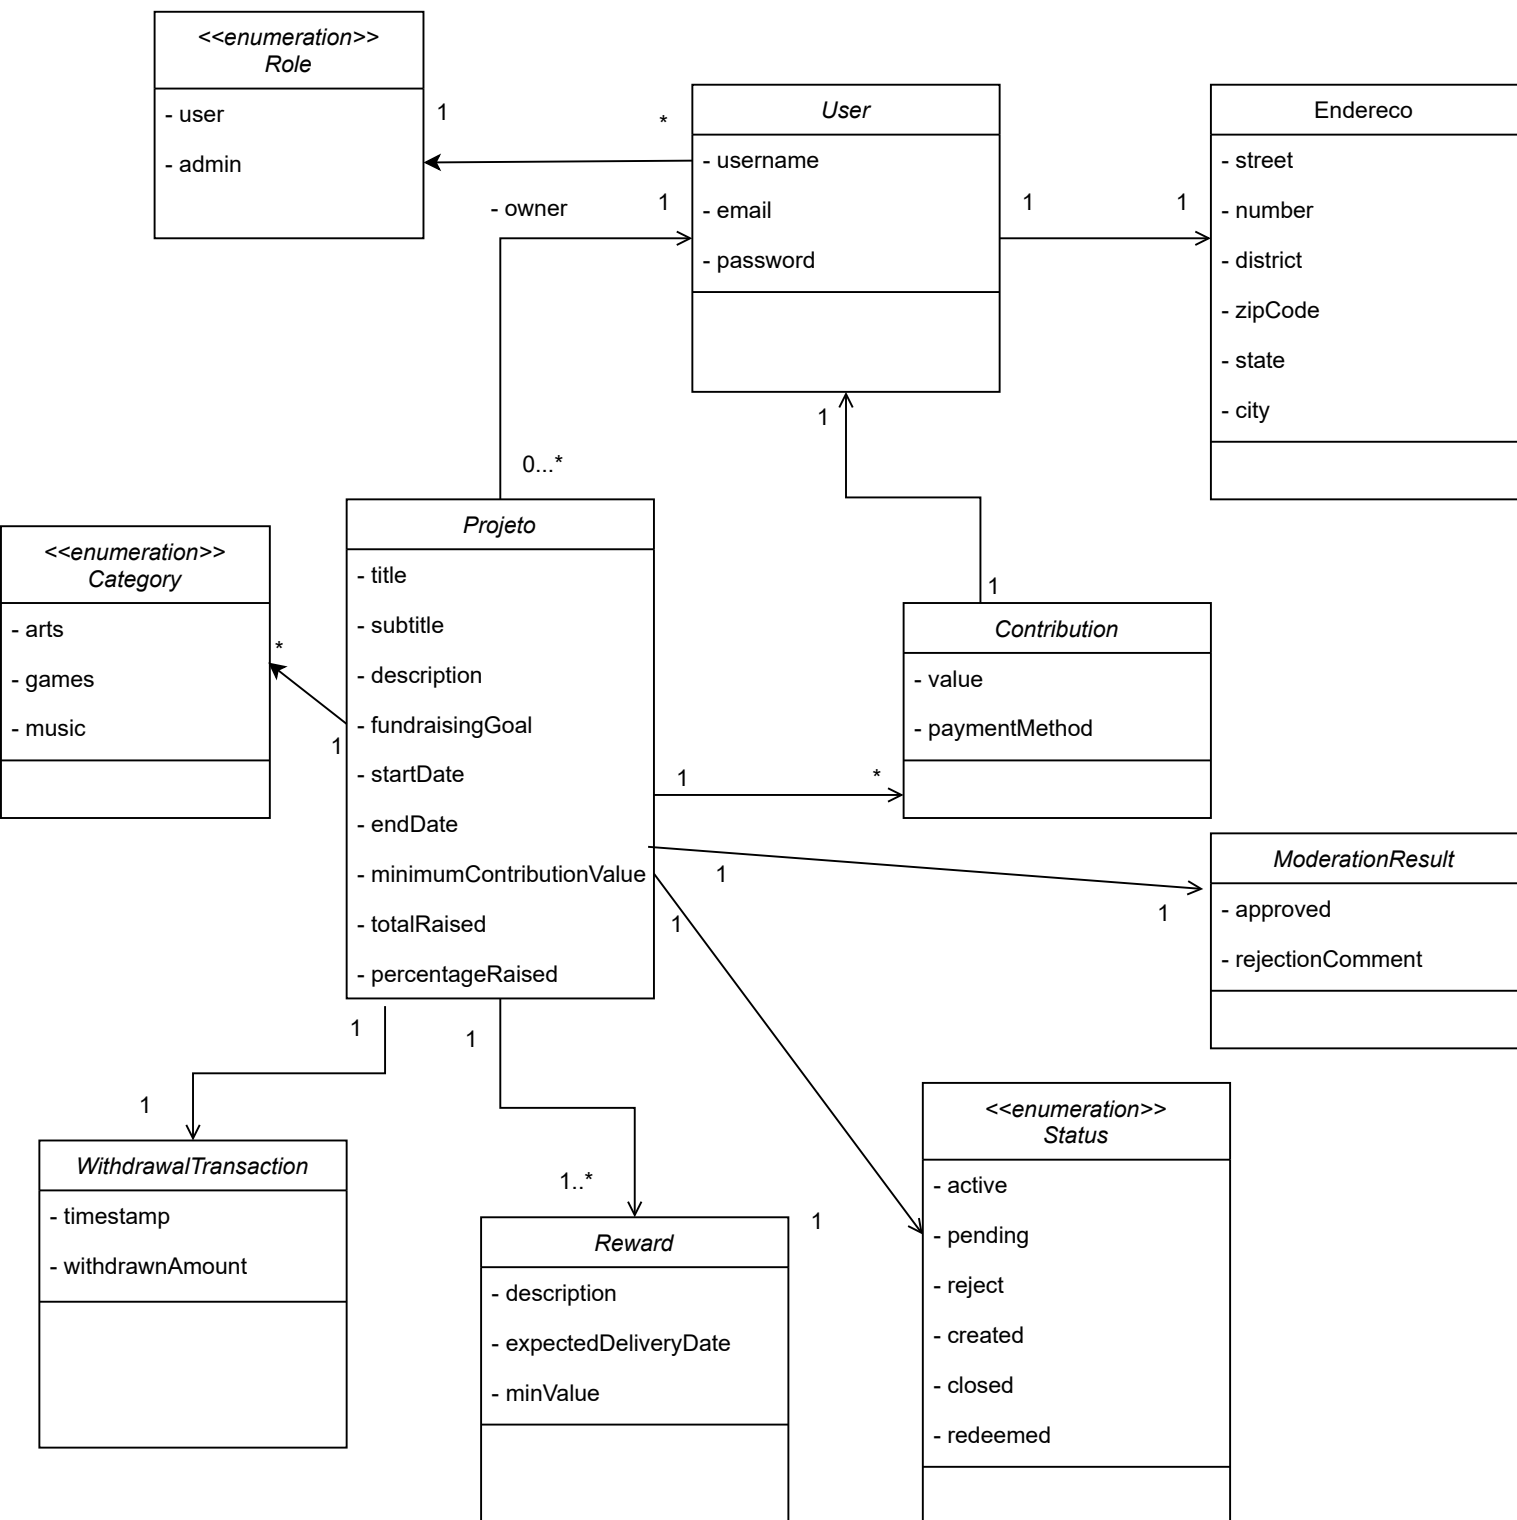 <<enumeration>>
Role
- user
- admin
1
*
User
- username
- email
- password
Endereco
- street
- number
- district
- zipCode
- state
- city
1
1
- owner
1
0...*
1
1
<<enumeration>>
Category
- arts
- games
- music
*
1
Projeto
- title
- subtitle
- description
- fundraisingGoal
- startDate
- endDate
- minimumContributionValue
- totalRaised
- percentageRaised
Contribution
- value
- paymentMethod
1
*
1
1
ModerationResult
- approved
- rejectionComment
1
1
1
1
1..*
1
WithdrawalTransaction
- timestamp
- withdrawnAmount
Reward
- description
- expectedDeliveryDate
- minValue
<<enumeration>>
Status
- active
- pending
- reject
- created
- closed
- redeemed